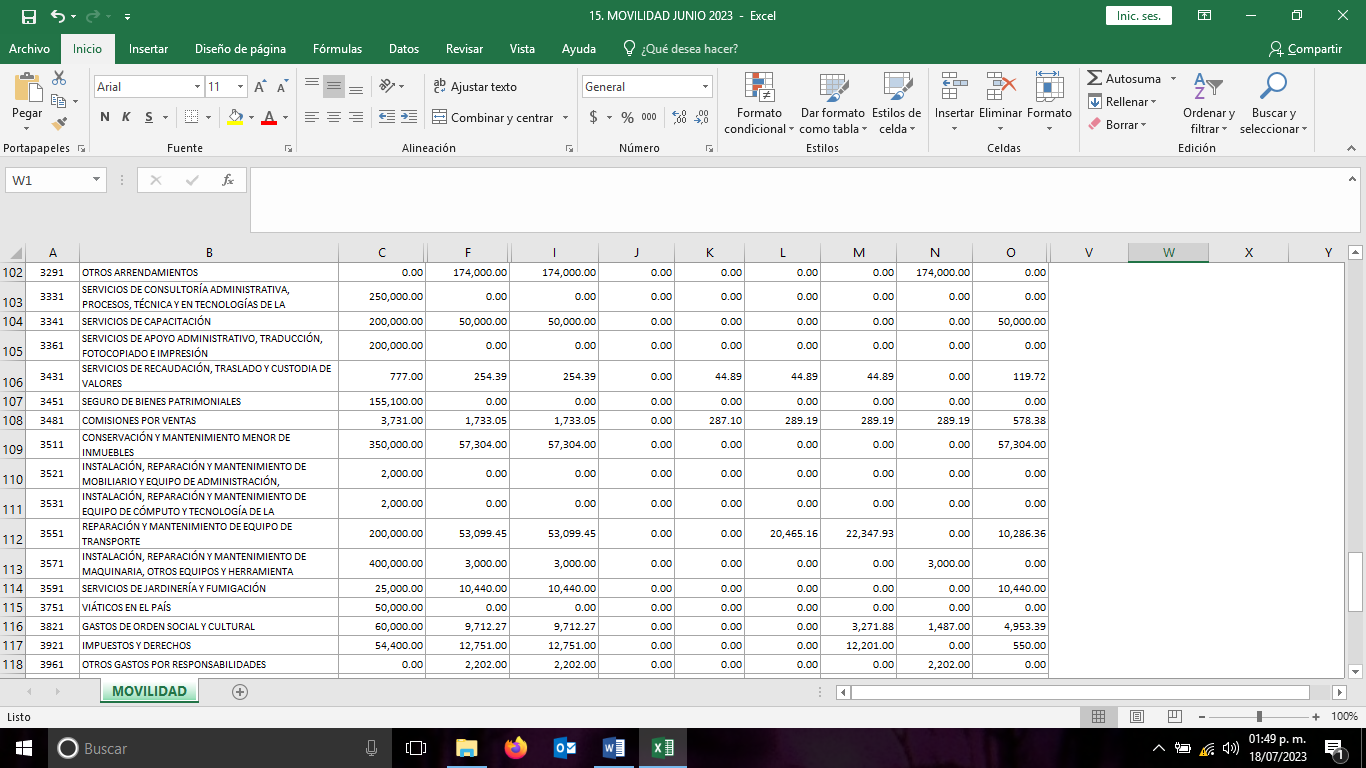 15. MOVILIDAD JUNIO 2023 - Excel
Inic. ses.
Archivo Inicio Insertar Diseño de página Fórmulas Datos Revisar Vista Ayuda ¿Qué desea hacer? Compartir
Pegar
Arial 11 A A
N K S A
ab Ajustar texto
Combinar y centrar
General
$ % 000
Formato condicional
Dar formato como tabla
Estilos de celda
Insertar Eliminar Formato
Autosuma
Rellenar
Borrar
Ordenar y filtrar
Buscar y seleccionar
Portapapeles Fuente Alineación Número Estilos Celdas Edición
W1 fx
A B C F I J K L M N O V W X Y
102 3291 OTROS ARRENDAMIENTOS 0.00 174,000.00 174,000.00 0.00 0.00 0.00 0.00 174,000.00 0.00
103 3331 SERVICIOS DE CONSULTORÍA ADMINISTRATIVA,
PROCESOS, TÉCNICA Y EN TECNOLOGÍAS DE LA 250,000.00 0.00 0.00 0.00 0.00 0.00 0.00 0.00 0.00
104 3341 SERVICIOS DE CAPACITACIÓN 200,000.00 50,000.00 50,000.00 0.00 0.00 0.00 0.00 0.00 50,000.00
105 3361 SERVICIOS DE APOYO ADMINISTRATIVO, TRADUCCIÓN,
FOTOCOPIADO E IMPRESIÓN 200,000.00 0.00 0.00 0.00 0.00 0.00 0.00 0.00 0.00
106 3431 SERVICIOS DE RECAUDACIÓN, TRASLADO Y CUSTODIA DE
VALORES 777.00 254.39 254.39 0.00 44.89 44.89 44.89 0.00 119.72
107 3451 SEGURO DE BIENES PATRIMONIALES 155,100.00 0.00 0.00 0.00 0.00 0.00 0.00 0.00 0.00
108 3481 COMISIONES POR VENTAS 3,731.00 1,733.05 1,733.05 0.00 287.10 289.19 289.19 289.19 578.38
109 3511 CONSERVACIÓN Y MANTENIMIENTO MENOR DE
INMUEBLES 350,000.00 57,304.00 57,304.00 0.00 0.00 0.00 0.00 0.00 57,304.00
110 3521 INSTALACIÓN, REPARACIÓN Y MANTENIMIENTO DE
MOBILIARIO Y EQUIPO DE ADMINISTRACIÓN, 2,000.00 0.00 0.00 0.00 0.00 0.00 0.00 0.00 0.00
111 3531 INSTALACIÓN, REPARACIÓN Y MANTENIMIENTO DE
EQUIPO DE CÓMPUTO Y TECNOLOGÍA DE LA 2,000.00 0.00 0.00 0.00 0.00 0.00 0.00 0.00 0.00
112 3551 REPARACIÓN Y MANTENIMIENTO DE EQUIPO DE
TRANSPORTE 200,000.00 53,099.45 53,099.45 0.00 0.00 20,465.16 22,347.93 0.00 10,286.36
113 3571 INSTALACIÓN, REPARACIÓN Y MANTENIMIENTO DE
MAQUINARIA, OTROS EQUIPOS Y HERRAMIENTA 400,000.00 3,000.00 3,000.00 0.00 0.00 0.00 0.00 3,000.00 0.00
114 3591 SERVICIOS DE JARDINERÍA Y FUMIGACIÓN 25,000.00 10,440.00 10,440.00 0.00 0.00 0.00 0.00 0.00 10,440.00
115 3751 VIÁTICOS EN EL PAÍS 50,000.00 0.00 0.00 0.00 0.00 0.00 0.00 0.00 0.00
116 3821 GASTOS DE ORDEN SOCIAL Y CULTURAL 60,000.00 9,712.27 9,712.27 0.00 0.00 0.00 3,271.88 1,487.00 4,953.39
117 3921 IMPUESTOS Y DERECHOS 54,400.00 12,751.00 12,751.00 0.00 0.00 0.00 12,201.00 0.00 550.00
118 3961 OTROS GASTOS POR RESPONSABILIDADES 0.00 2,202.00 2,202.00 0.00 0.00 0.00 0.00 2,202.00 0.00
MOVILIDAD
Listo 100%
Buscar
01:49 p. m.
18/07/2023
1